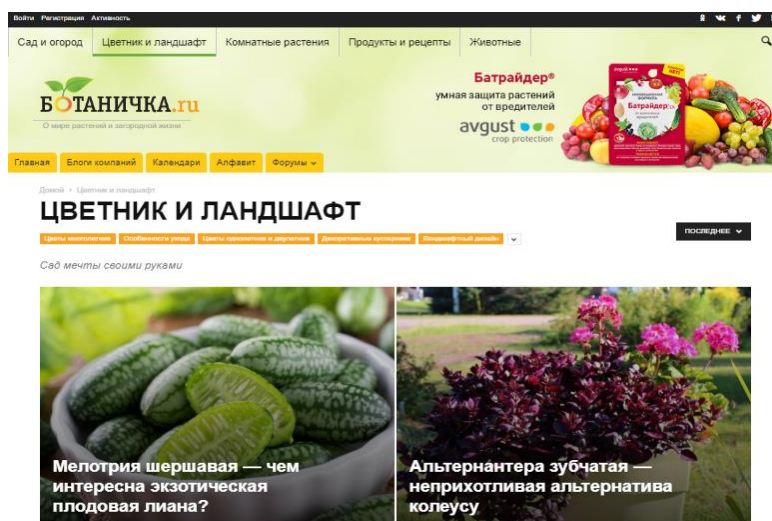 Войти Регистрация Активность
Сад и огород Цветник и ландшафт Комнатные растения Продукты и рецепты Животные
БОТАНИЧКА.ru
О мире растений и загородной жизни
Батрайдер®
умная защита растений
от вредителей
avgust
crop protection
Батрайдер
Главная Блоги компаний Календари Алфавит Форумы
Домой > Цветник и ландшафт
ЦВЕТНИК И ЛАНДШАФТ
Цветы многолетние Особенности ухода Цветы однолетние и двулетние Декоративные кустарники Ландшафтный дизайн
ПОСЛЕДНЕЕ
Сад мечты своими руками
Мелотрия шершавая — чем
интересна экзотическая
плодовая лиана?
Альтернантера зубчатая —
неприхотливая альтернатива
колеусу